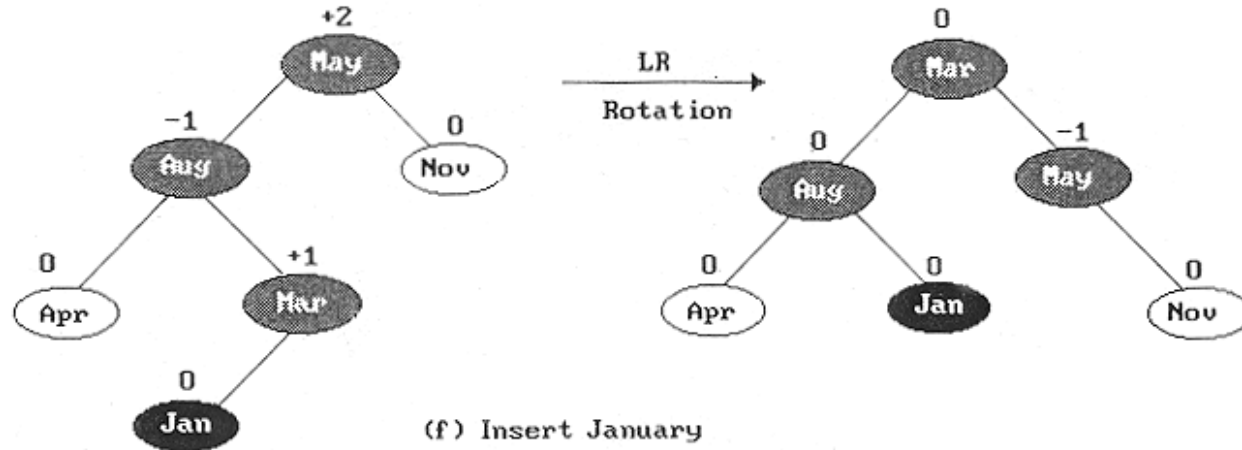 +2
May
-1
Aug
0
Nov
0
Apr
+1
Mar
0
Jan
LR
Rotation
0
Mar
0
Aug
-1
May
0
Apr
0
Jan
0
Nov
(f) Insert January